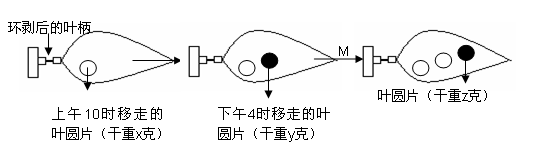 环剥后的叶柄
M
上午10时移走的
叶圆片（干重x克）
下午4时移走的叶
圆片（干重y克）
叶圆片（干重z克）